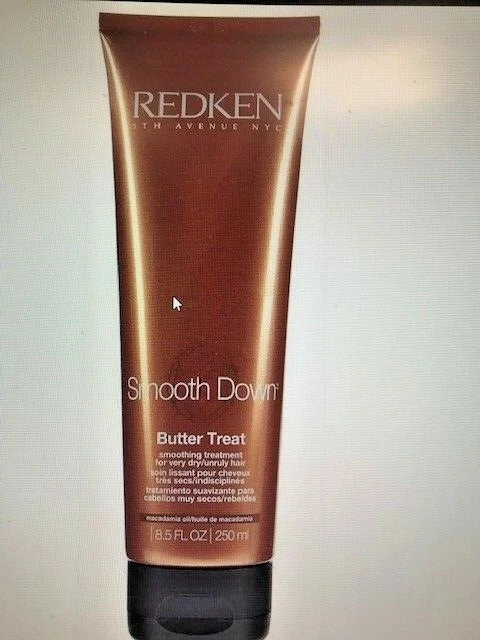 REDKEN
5TH AVENUE NYC
Smooth Down
Butter Treat
smoothing treatment
for very dry/unruly hair
soin lissant pour cheveux
très secs/indisciplinés
tratamiento suavizante para
cabellos muy secos/rebeldes
macadamia oil/huile de macadamia
8.5 FL OZ | 250 ml